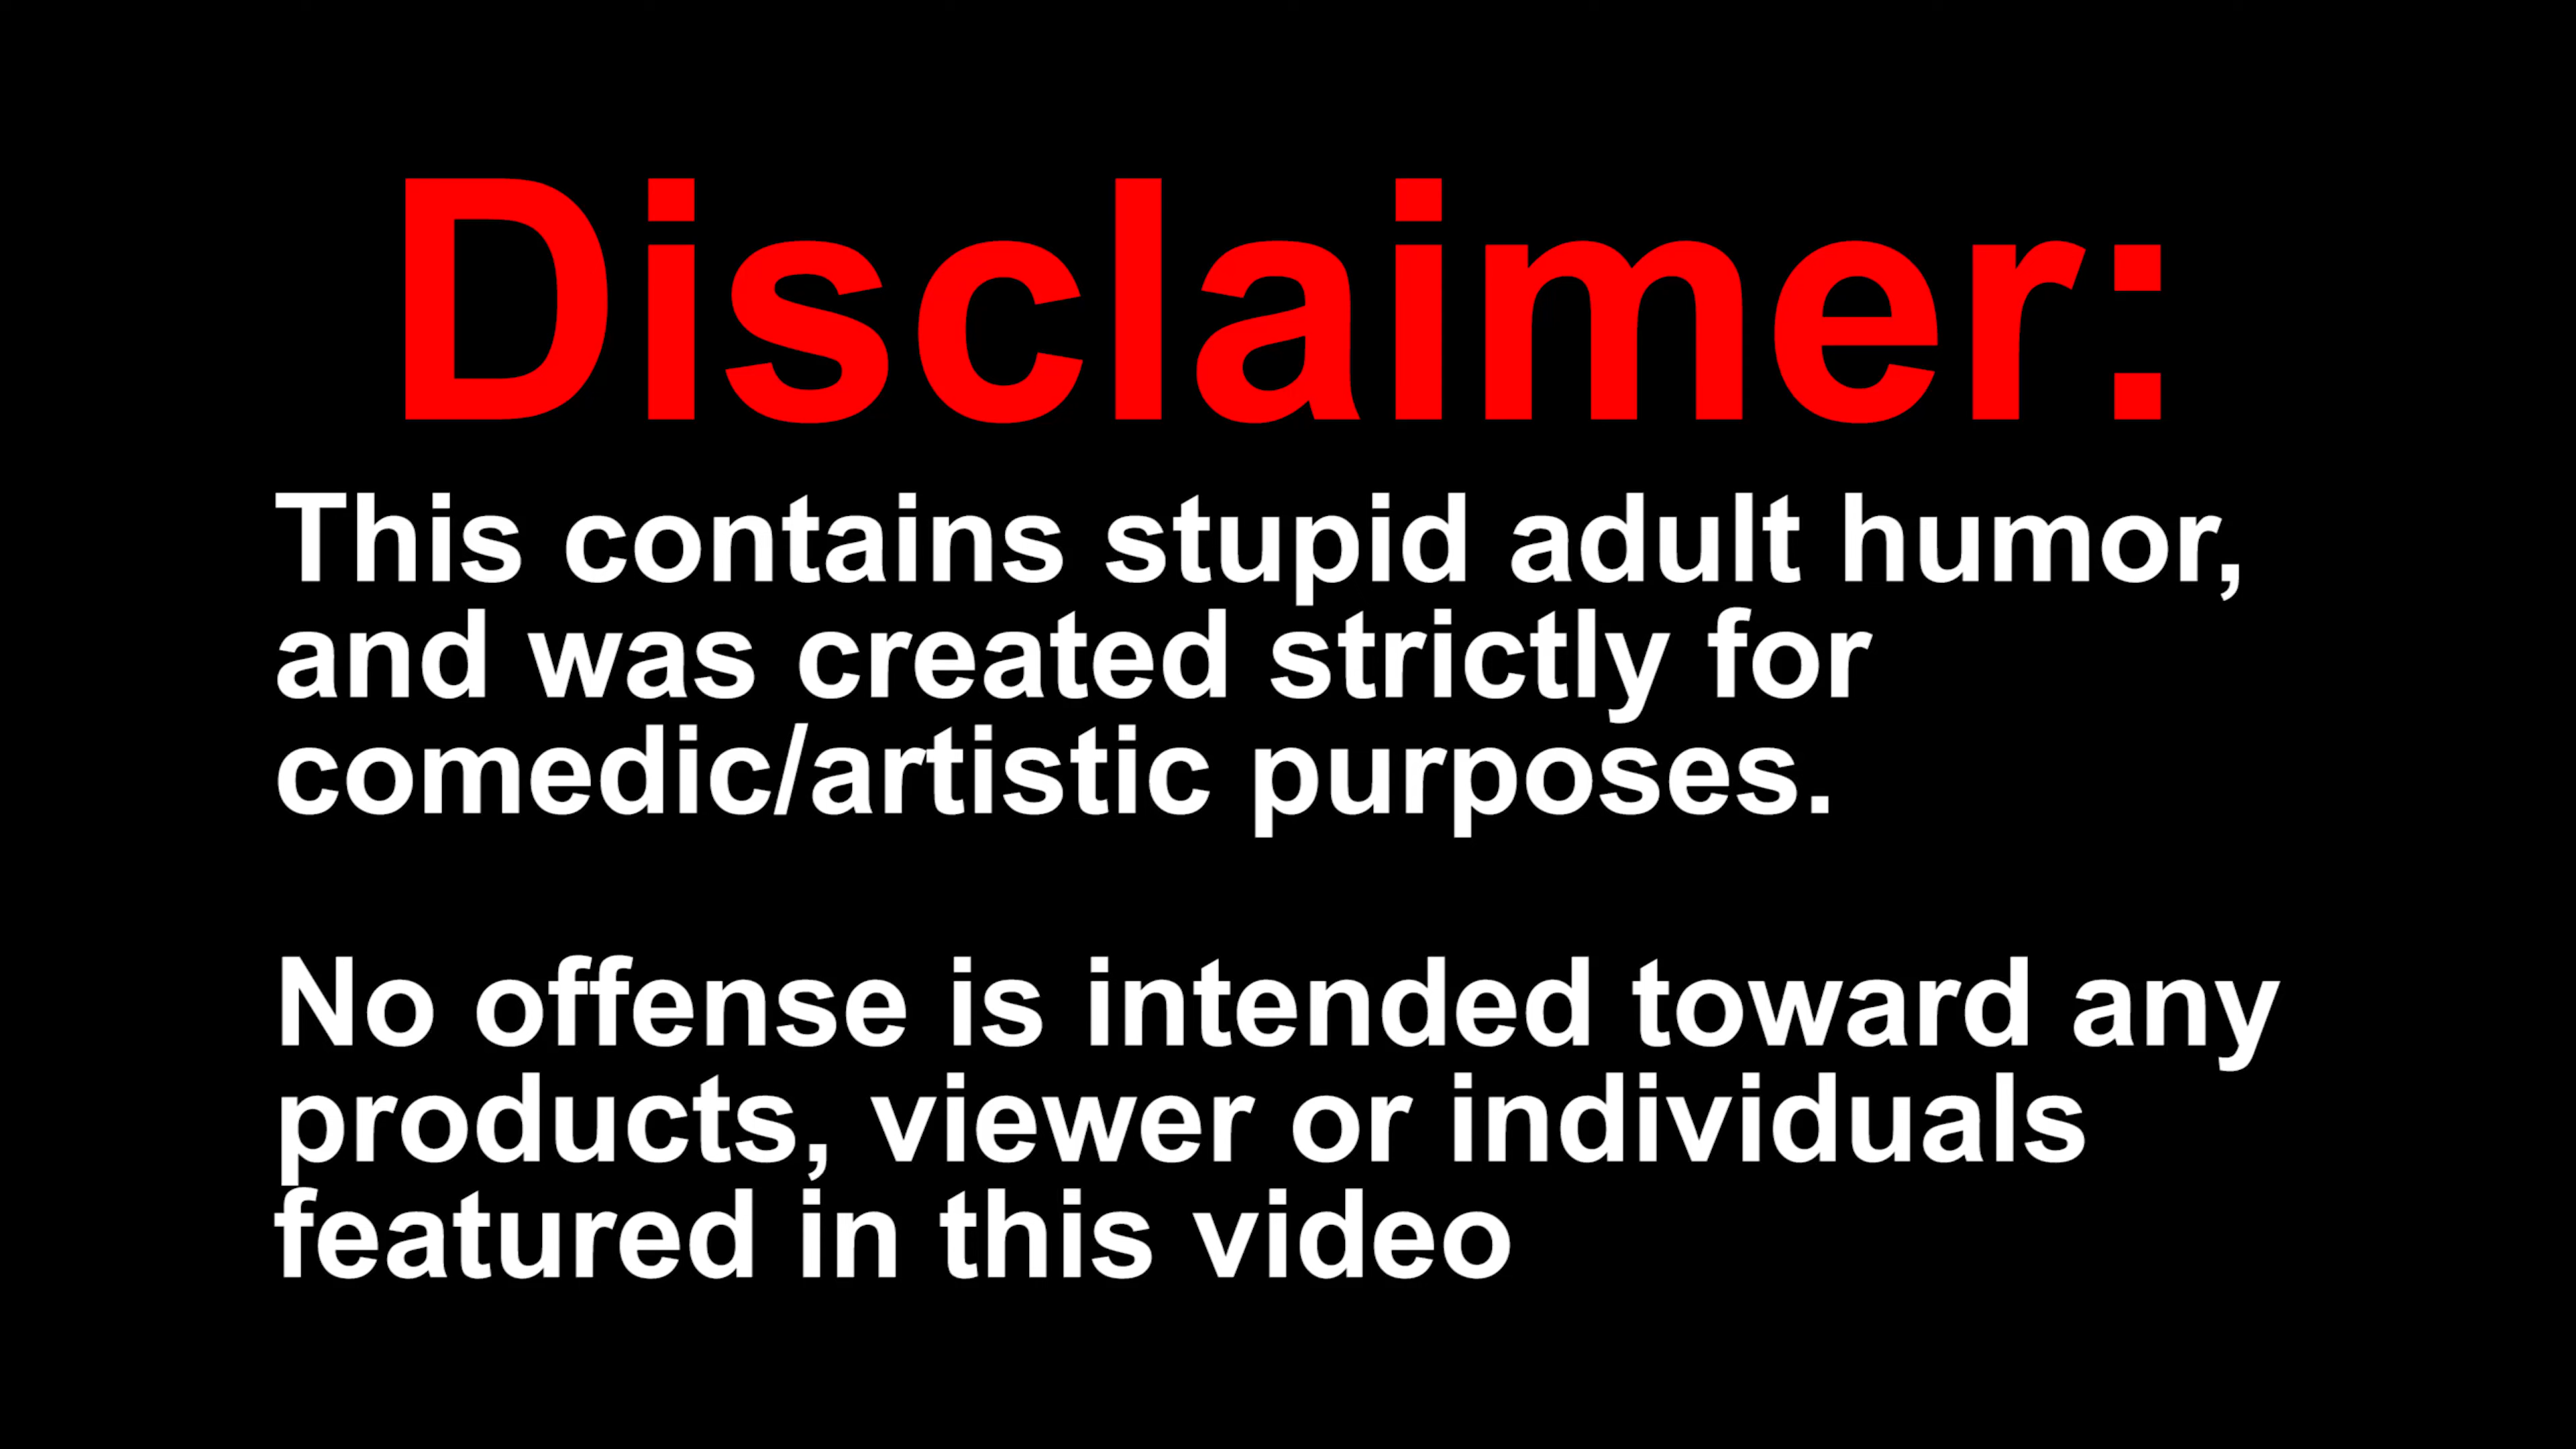 Disclaimer:
This contains stupid adult humor,
and was created strictly for
comedic/artistic purposes.
No offense is intended toward any
products, viewer or individuals
featured in this video